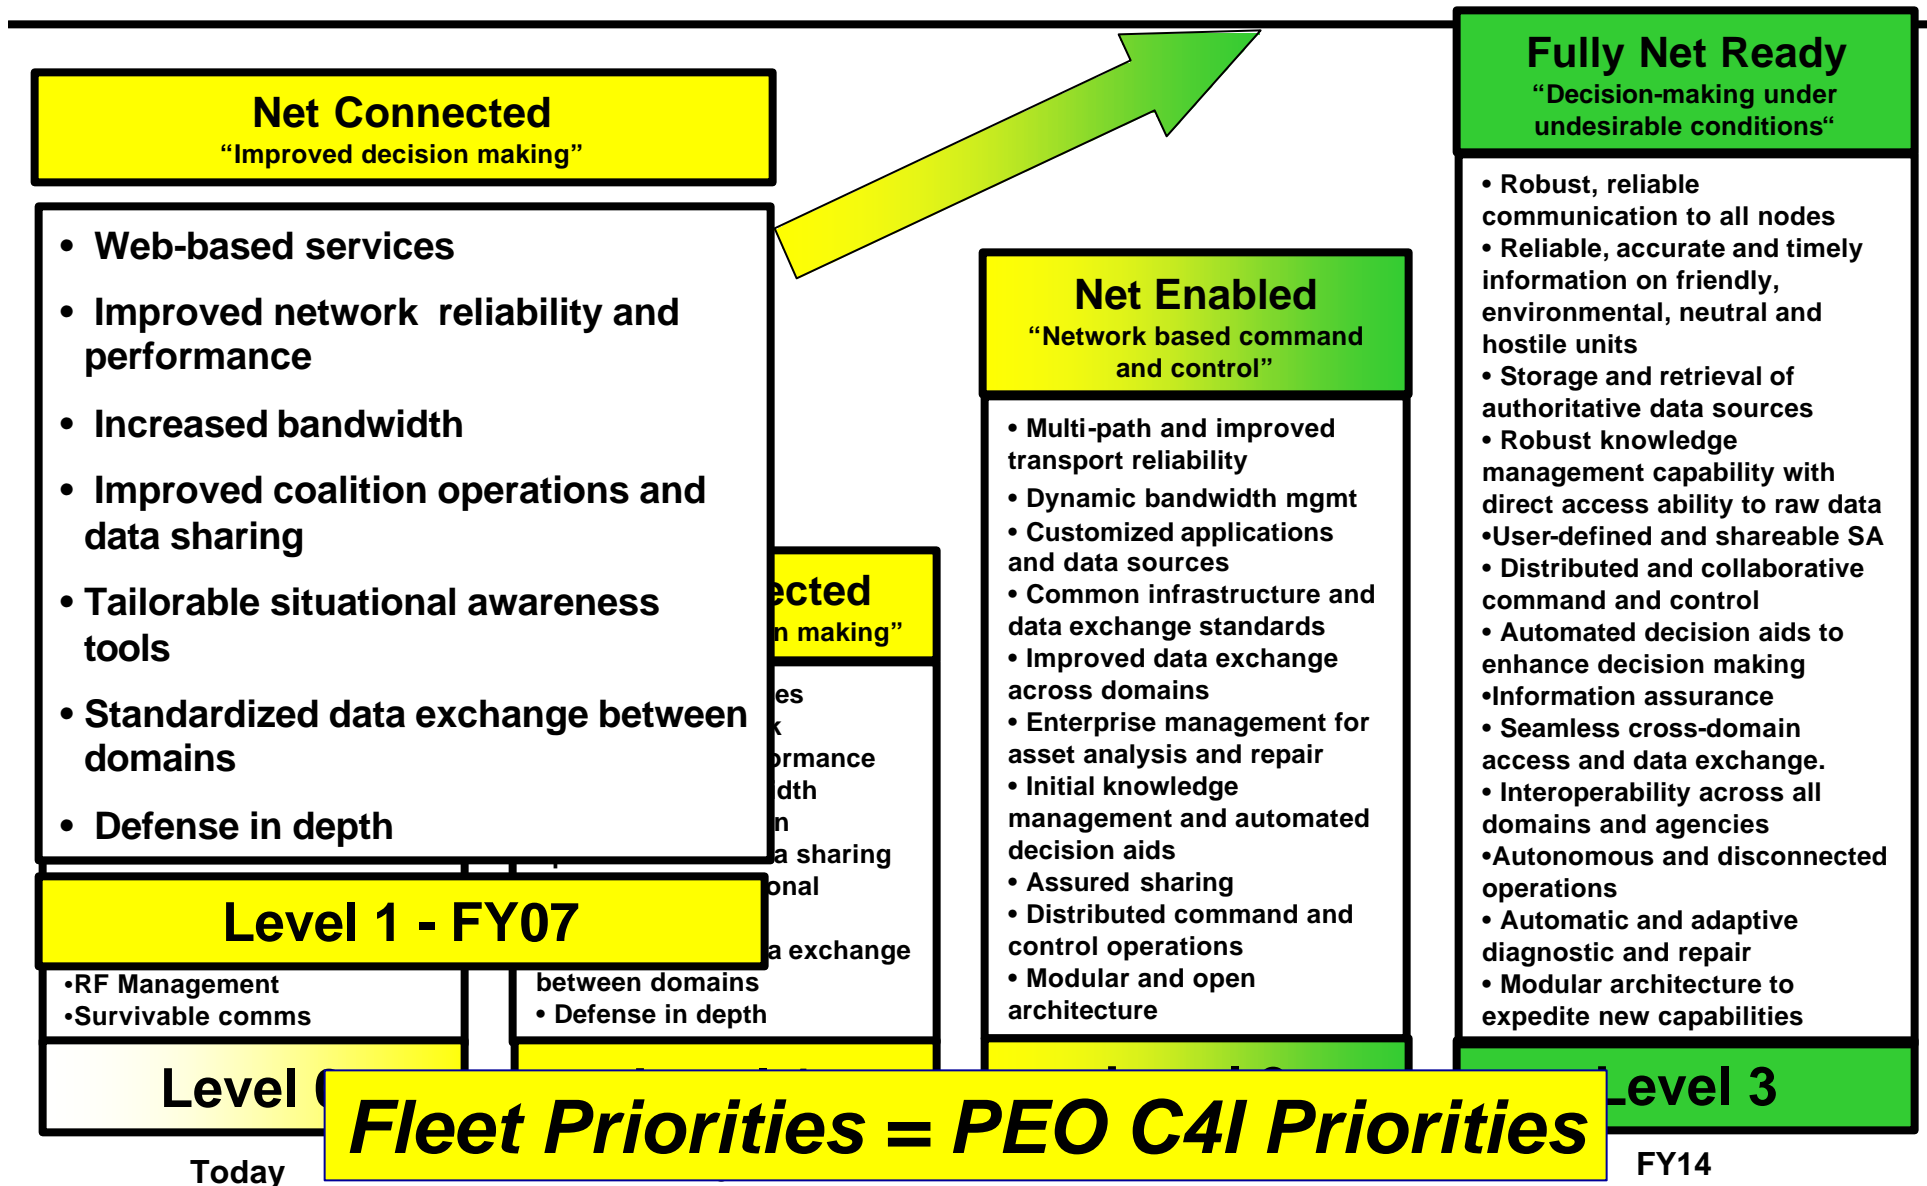 Net Connected
“Improved decision making”
• Web-based services
• Improved network reliability and
performance
• Increased bandwidth
• Improved coalition operations and
data sharing
• Tailorable situational awareness
tools
• Standardized data exchange between
domains
• Defense in depth
Level 1 - FY07
•RF Management
•Survivable comms
Level
Today
ected
n making”
es
k
ormance
dth
n
a sharing
onal
a exchange
between domains
• Defense in depth
Net Enabled
“Network based command
and control”
• Multi-path and improved
transport reliability
• Dynamic bandwidth mgmt
• Customized applications
and data sources
• Common infrastructure and
data exchange standards
• Improved data exchange
across domains
• Enterprise management for
asset analysis and repair
• Initial knowledge
management and automated
decision aids
• Assured sharing
• Distributed command and
control operations
• Modular and open
architecture
Fully Net Ready
“Decision-making under
undesirable conditions“
• Robust, reliable
communication to all nodes
• Reliable, accurate and timely
information on friendly,
environmental, neutral and
hostile units
• Storage and retrieval of
authoritative data sources
• Robust knowledge
management capability with
direct access ability to raw data
•User-defined and shareable SA
• Distributed and collaborative
command and control
• Automated decision aids to
enhance decision making
•Information assurance
• Seamless cross-domain
access and data exchange.
• Interoperability across all
domains and agencies
•Autonomous and disconnected
operations
• Automatic and adaptive
diagnostic and repair
• Modular architecture to
expedite new capabilities
Level 3
FY14
Fleet Priorities = PEO C4I Priorities